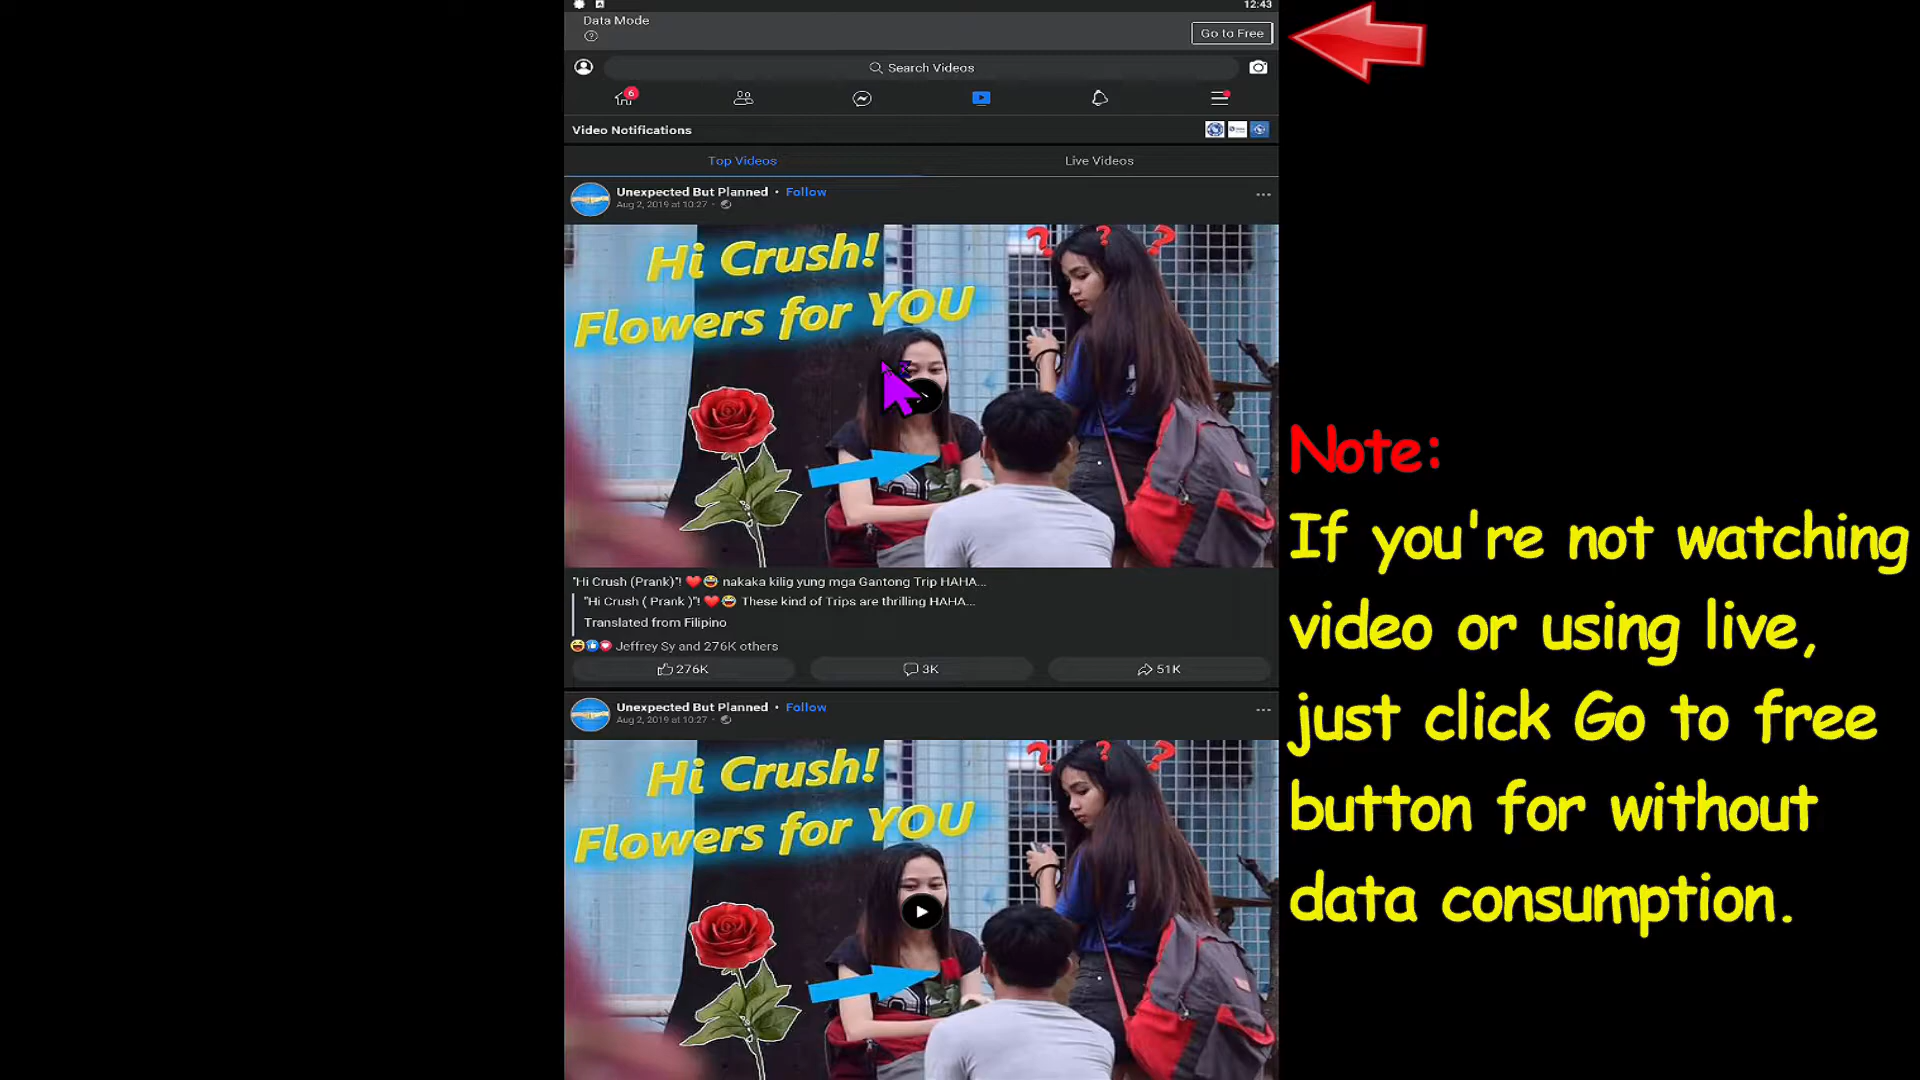 12:43
Data Mode
Go to Free
Search Videos
6
Video Notifications
Top Videos
Live Videos
Unexpected But Planned • Follow
Aug 2, 2019 at 10:27 •
Hi Crush!
Flowers for YOU
? ? ?
"Hi Crush (Prank)"! ❤️😂 nakaka kilig yung mga Gantong Trip HAHA...
"Hi Crush ( Prank )"! ❤️😂 These kind of Trips are thrilling HAHA...
Translated from Filipino
Jeffrey Sy and 276K others
276K
3K
51K
Unexpected But Planned • Follow
Aug 2, 2019 at 10:27 •
Hi Crush!
Flowers for YOU
? ? ?
Note:
If you're not watching
video or using live,
just click Go to free
button for without
data consumption.